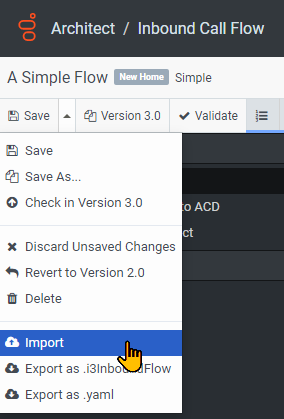 Architect / Inbound Call Flow
A Simple Flow New Home Simple
Save Version 3.0 Validate
Save
Save As...
to ACD
Check in Version 3.0
ct
Discard Unsaved Changes
Revert to Version 2.0
Delete
Import
Export as .i3InboundFlow
Export as .yaml